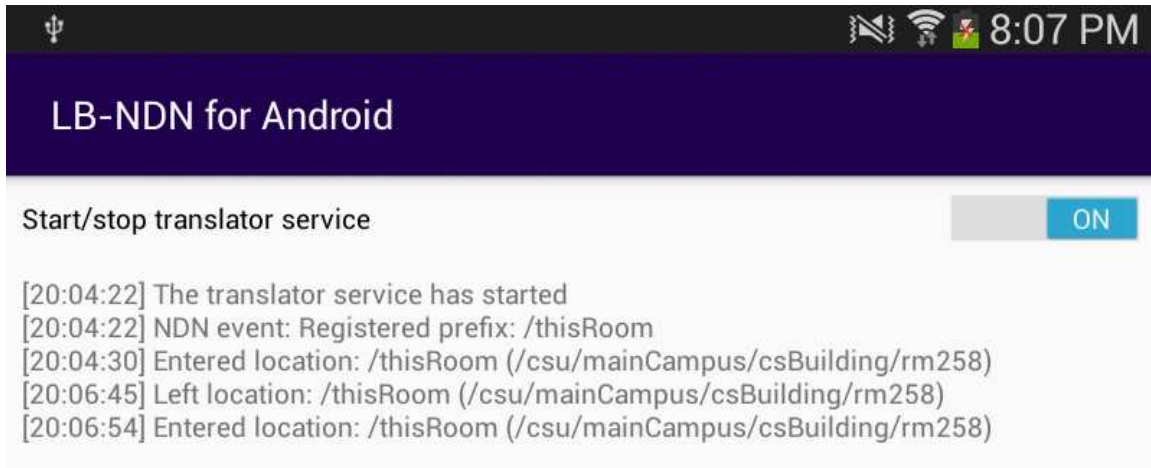 8:07 PM
LB-NDN for Android
Start/stop translator service ON
[20:04:22] The translator service has started
[20:04:22] NDN event: Registered prefix: /thisRoom
[20:04:30] Entered location: /thisRoom (/csu/mainCampus/csBuilding/rm258)
[20:06:45] Left location: /thisRoom (/csu/mainCampus/csBuilding/rm258)
[20:06:54] Entered location: /thisRoom (/csu/mainCampus/csBuilding/rm258)